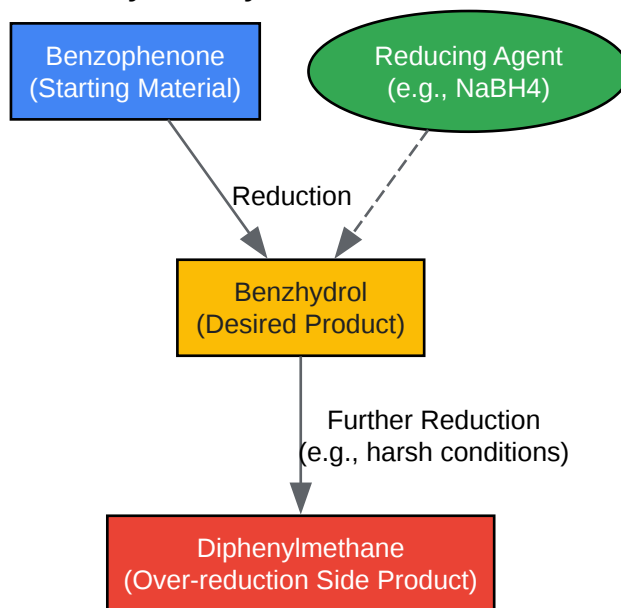 Benzophenone
(Starting Material)
Reducing Agent
(e.g., NaBH4)
Reduction
Benzhydrol
(Desired Product)
Further Reduction
(e.g., harsh conditions)
Diphenylmethane
(Over-reduction Side Product)